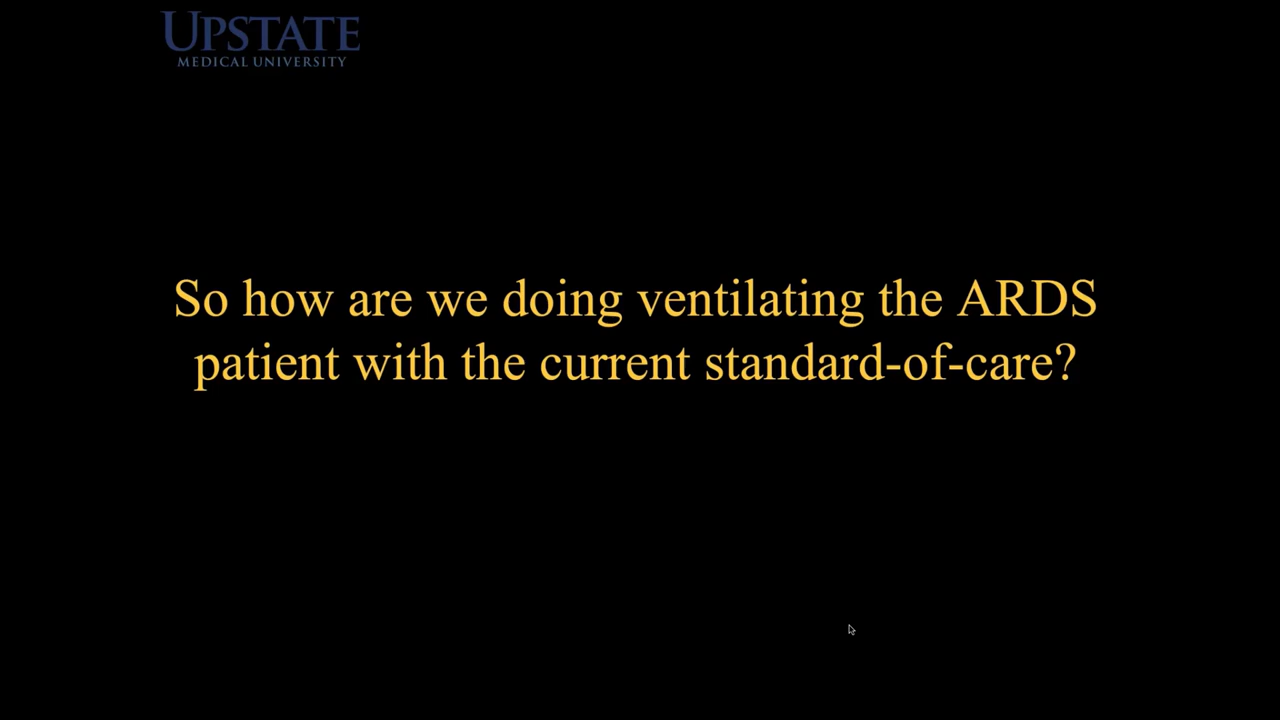 UPSTATE
MEDICAL UNIVERSITY
So how are we doing ventilating the ARDS
patient with the current standard-of-care?